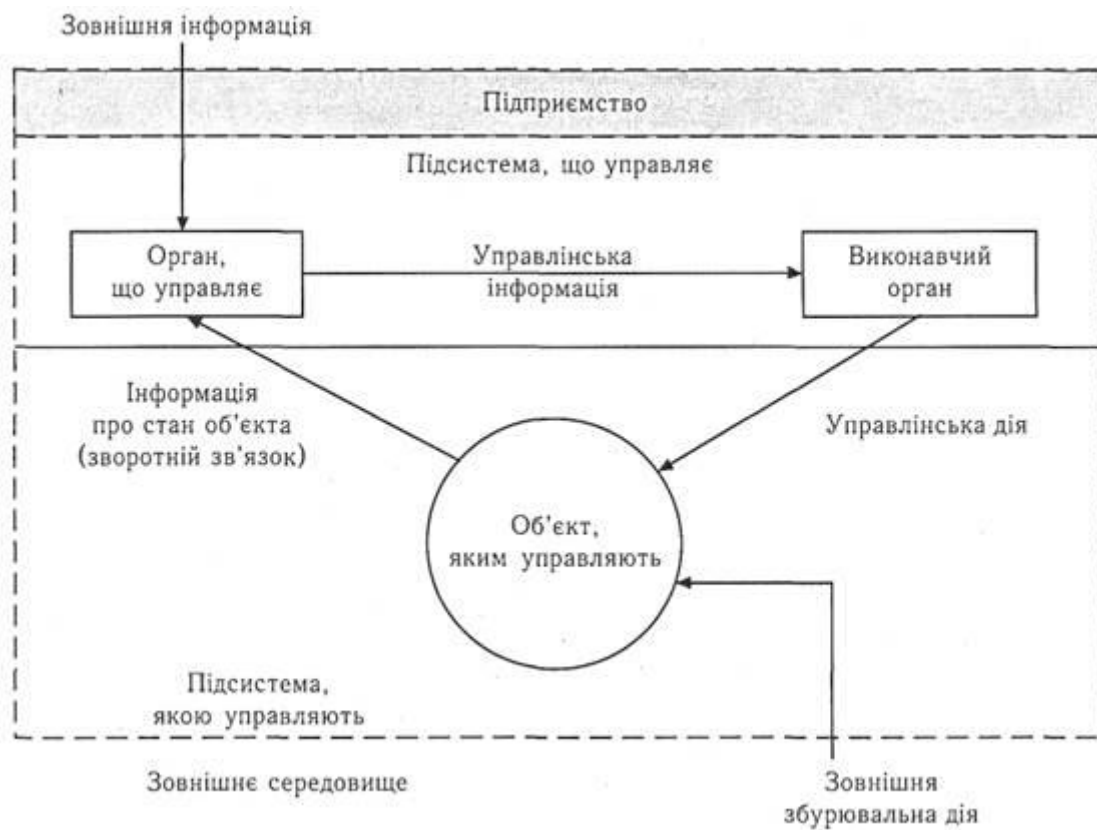 Зовнішня інформація
Підприємство
Підсистема, що управляє
Орган,
що управляє
Управлінська
інформація
Виконавчий
орган
Інформація
про стан об'єкта
(зворотній зв'язок)
Управлінська дія
Об'єкт,
яким управляють
Підсистема,
якою управляють
Зовнішнє середовище
Зовнішня
збурювальна дія